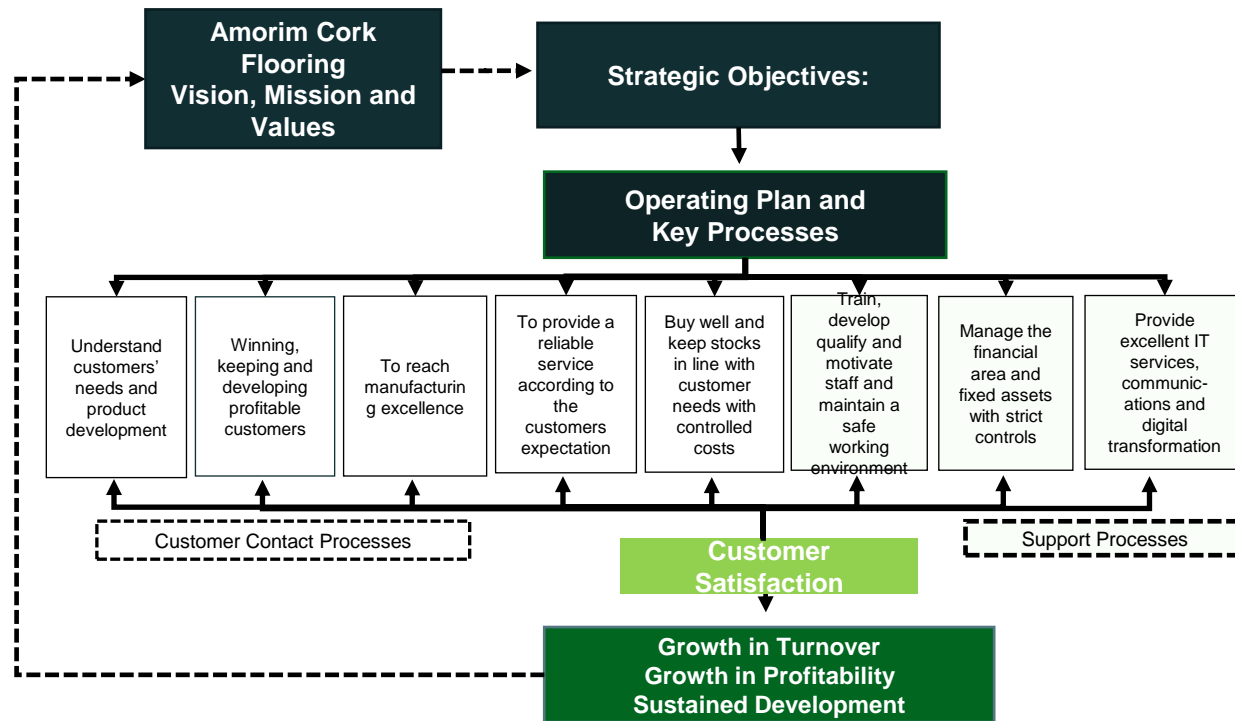 Amorim Cork
Flooring
Vision, Mission and
Values
Strategic Objectives:
Operating Plan and
Key Processes
Understand
customers’
needs and
product
development
Winning,
keeping and
developing
profitable
customers
To reach
manufacturin
g excellence
To provide a
reliable
service
according to
the
customers
expectation
Buy well and
keep stocks
in line with
customer
needs with
controlled
costs
Train,
develop
qualify and
motivate
staff and
maintain a
safe
working
environment
Manage the
financial
area and
fixed assets
with strict
controls
Provide
excellent IT
services,
communic-
ations and
digital
transformation
Customer Contact Processes
Support Processes
Customer
Satisfaction
Growth in Turnover
Growth in Profitability
Sustained Development